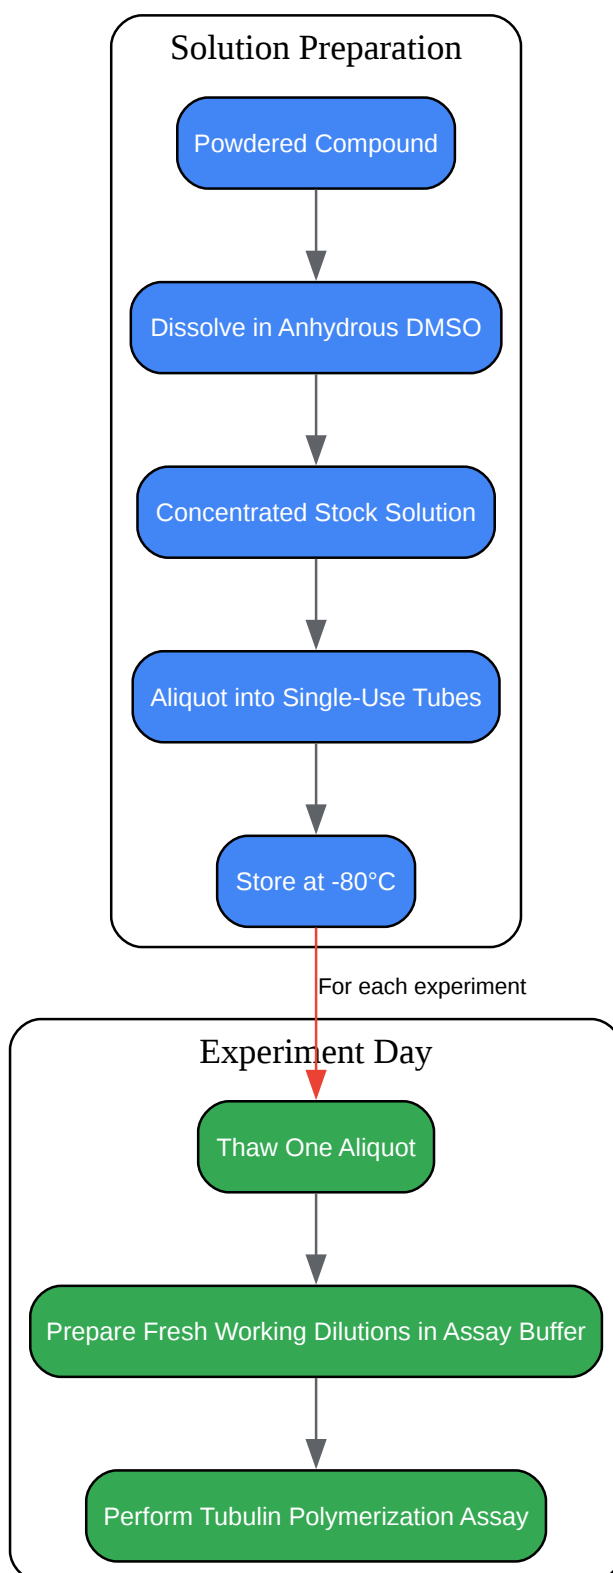 Solution Preparation
Powdered Compound
Dissolve in Anhydrous DMSO
Concentrated Stock Solution
Aliquot into Single-Use Tubes
Store at -80°C
For each experiment
Experiment Day
Thaw One Aliquot
Prepare Fresh Working Dilutions in Assay Buffer
Perform Tubulin Polymerization Assay